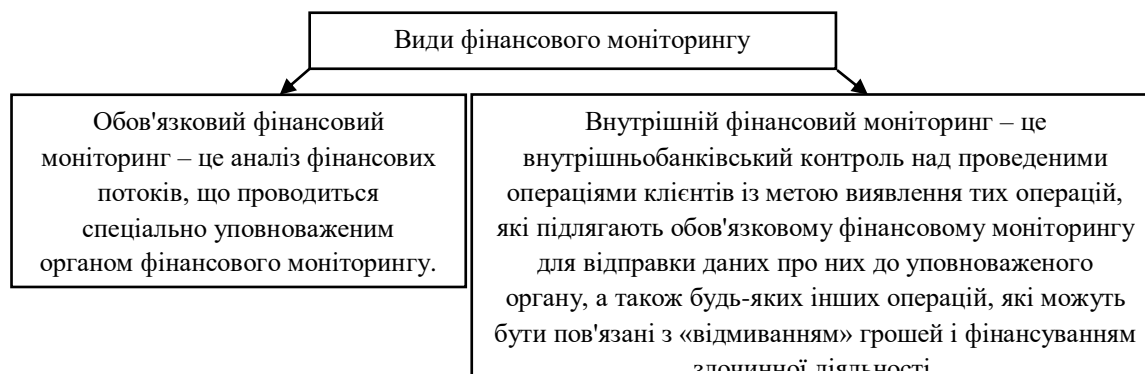 Види фінансового моніторингу
Обов'язковий фінансовий
моніторинг – це аналіз фінансових
потоків, що проводиться
спеціально уповноваженим
органом фінансового моніторингу.
Внутрішній фінансовий моніторинг – це
внутрішньобанківський контроль над проведеними
операціями клієнтів із метою виявлення тих операцій,
які підлягають обов'язковому фінансовому моніторингу
для відправки даних про них до уповноваженого
органу, а також будь-яких інших операцій, які можуть
бути пов'язані з «відмиванням» грошей і фінансуванням
злочинної діяльності